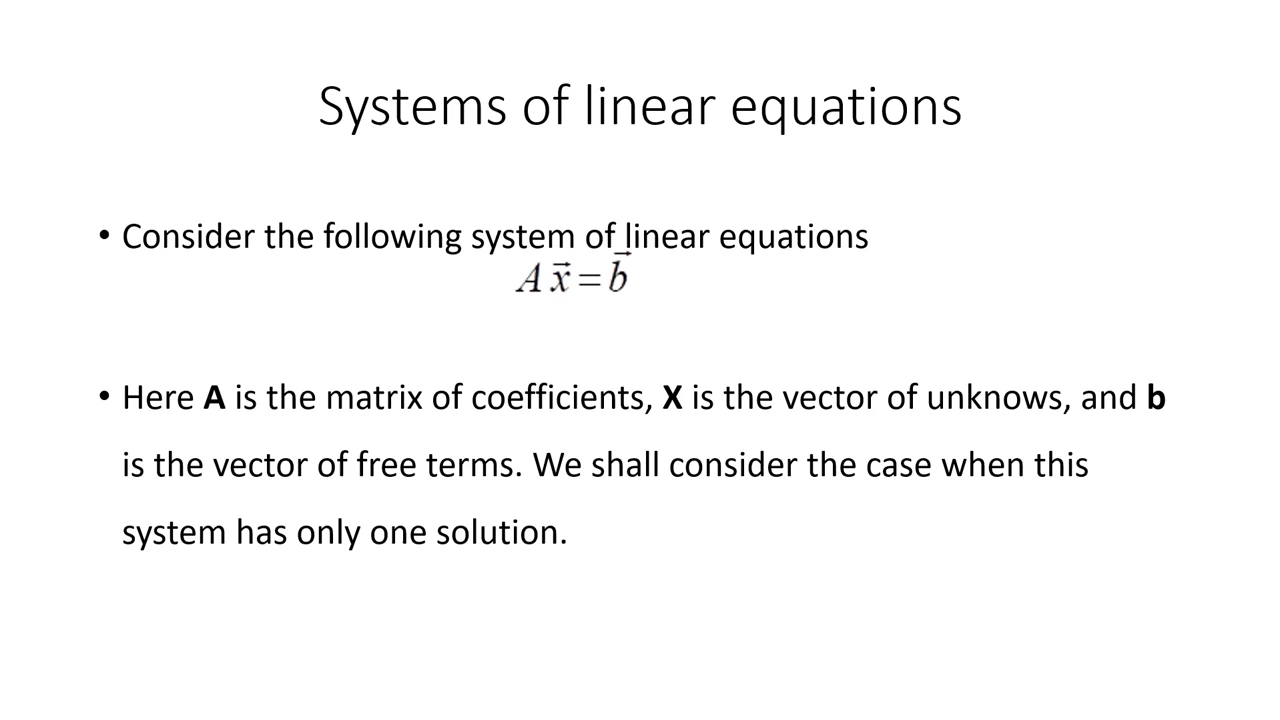 Systems of linear equations
• Consider the following system of linear equations
A x⃗ = b⃗
• Here A is the matrix of coefficients, X is the vector of unknows, and b
is the vector of free terms. We shall consider the case when this
system has only one solution.